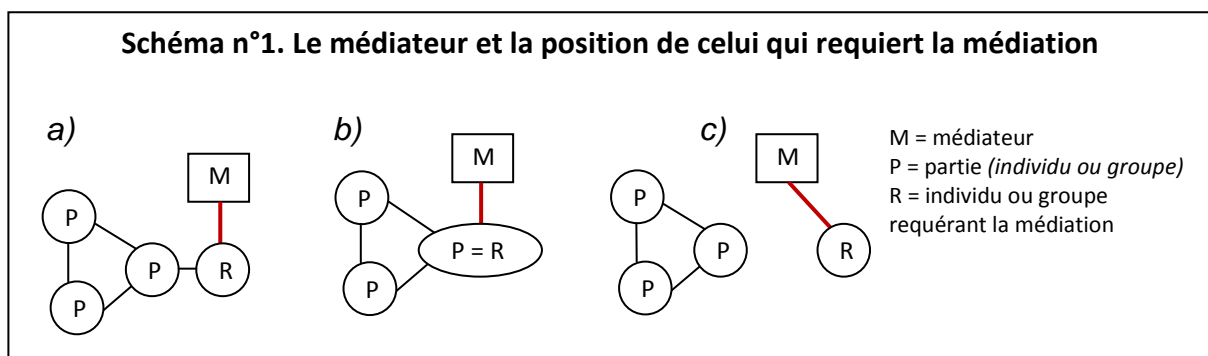 Schéma n°1. Le médiateur et la position de celui qui requiert la médiation
a)
M
P
P
P
R
b)
M
P
P = R
P
c)
M
P
P
P
R
M = médiateur
P = partie (individu ou groupe)
R = individu ou groupe
requérant la médiation